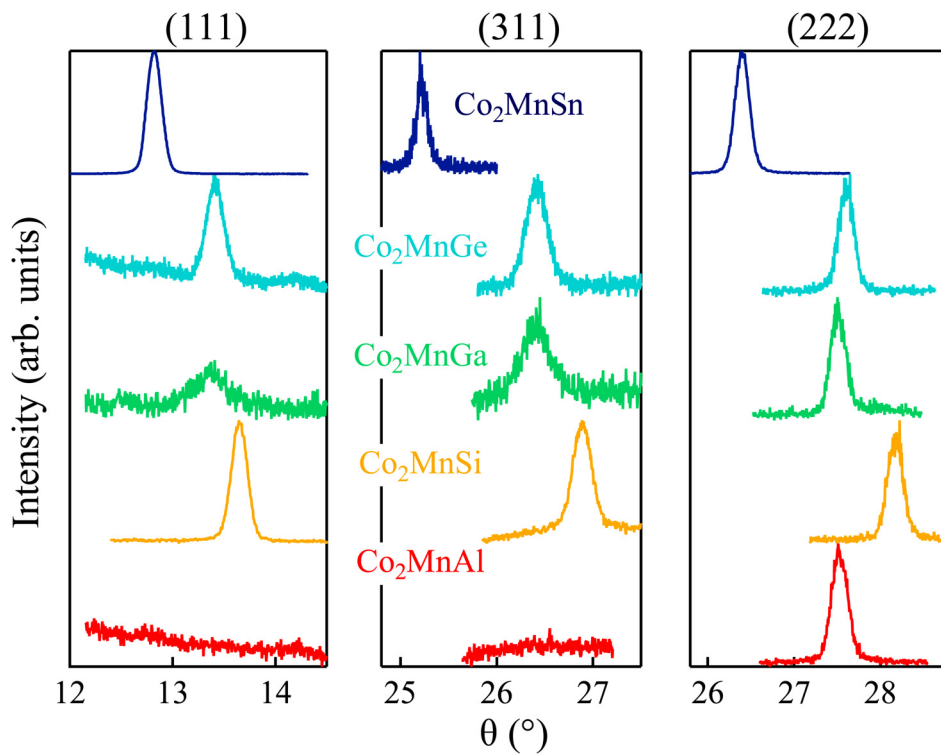 (111) (311) (222)
Co₂MnSn
Co₂MnGe
Co₂MnGa
Co₂MnSi
Co₂MnAl
Intensity (arb. units)
12 13 14 25 26 27 26 27 28
θ (°)